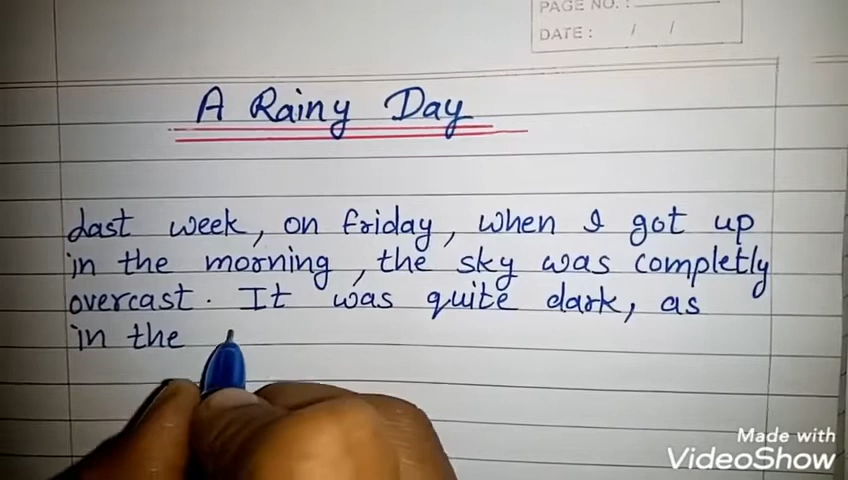 PAGE NO. :
DATE : / /
A Rainy Day
Last week, on friday, when I got up
in the morning, the sky was completly
overcast. It was quite dark, as
in the
Made with
VideoShow